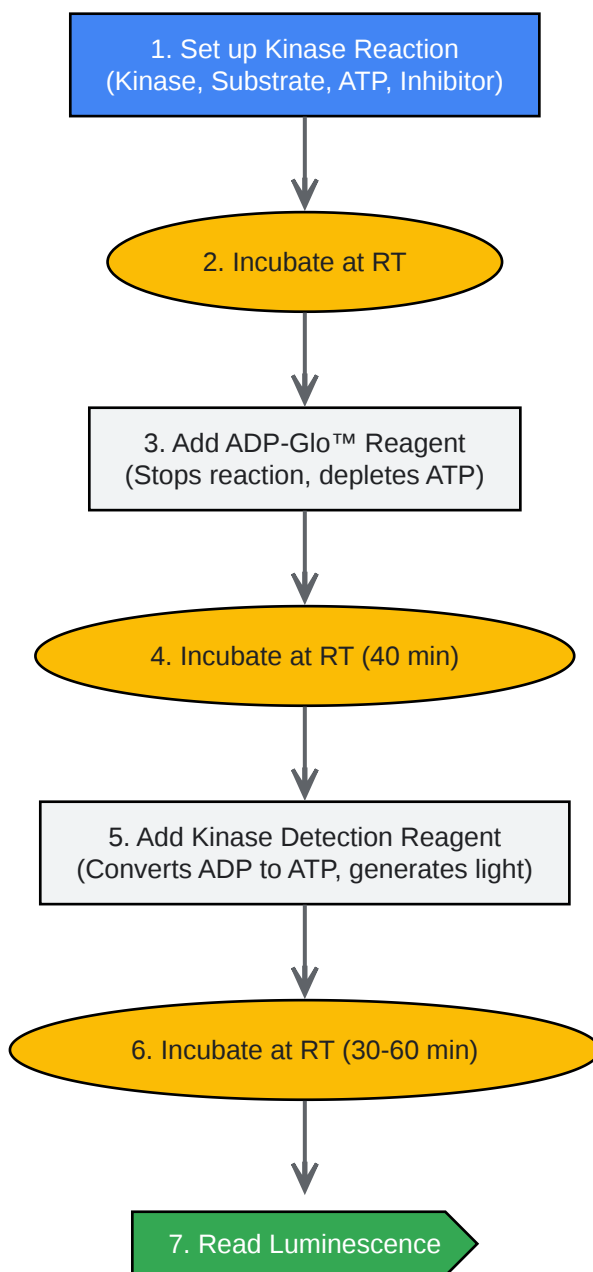 1. Set up Kinase Reaction
(Kinase, Substrate, ATP, Inhibitor)
2. Incubate at RT
3. Add ADP-Glo™ Reagent
(Stops reaction, depletes ATP)
4. Incubate at RT (40 min)
5. Add Kinase Detection Reagent
(Converts ADP to ATP, generates light)
6. Incubate at RT (30-60 min)
7. Read Luminescence